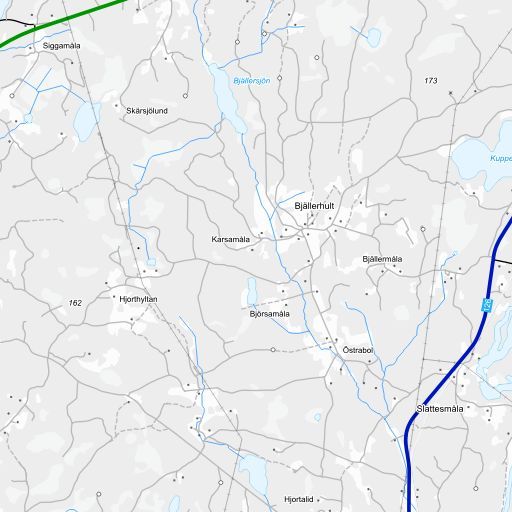 Siggamåla
Bjällersjön
173
Skärsjölund
Kuppe
Bjällerhult
Karsamåla
Bjällermåla
162
Hjorthyltan
Björsamåla
Östrabol
Slättesmåla
Hjortalid